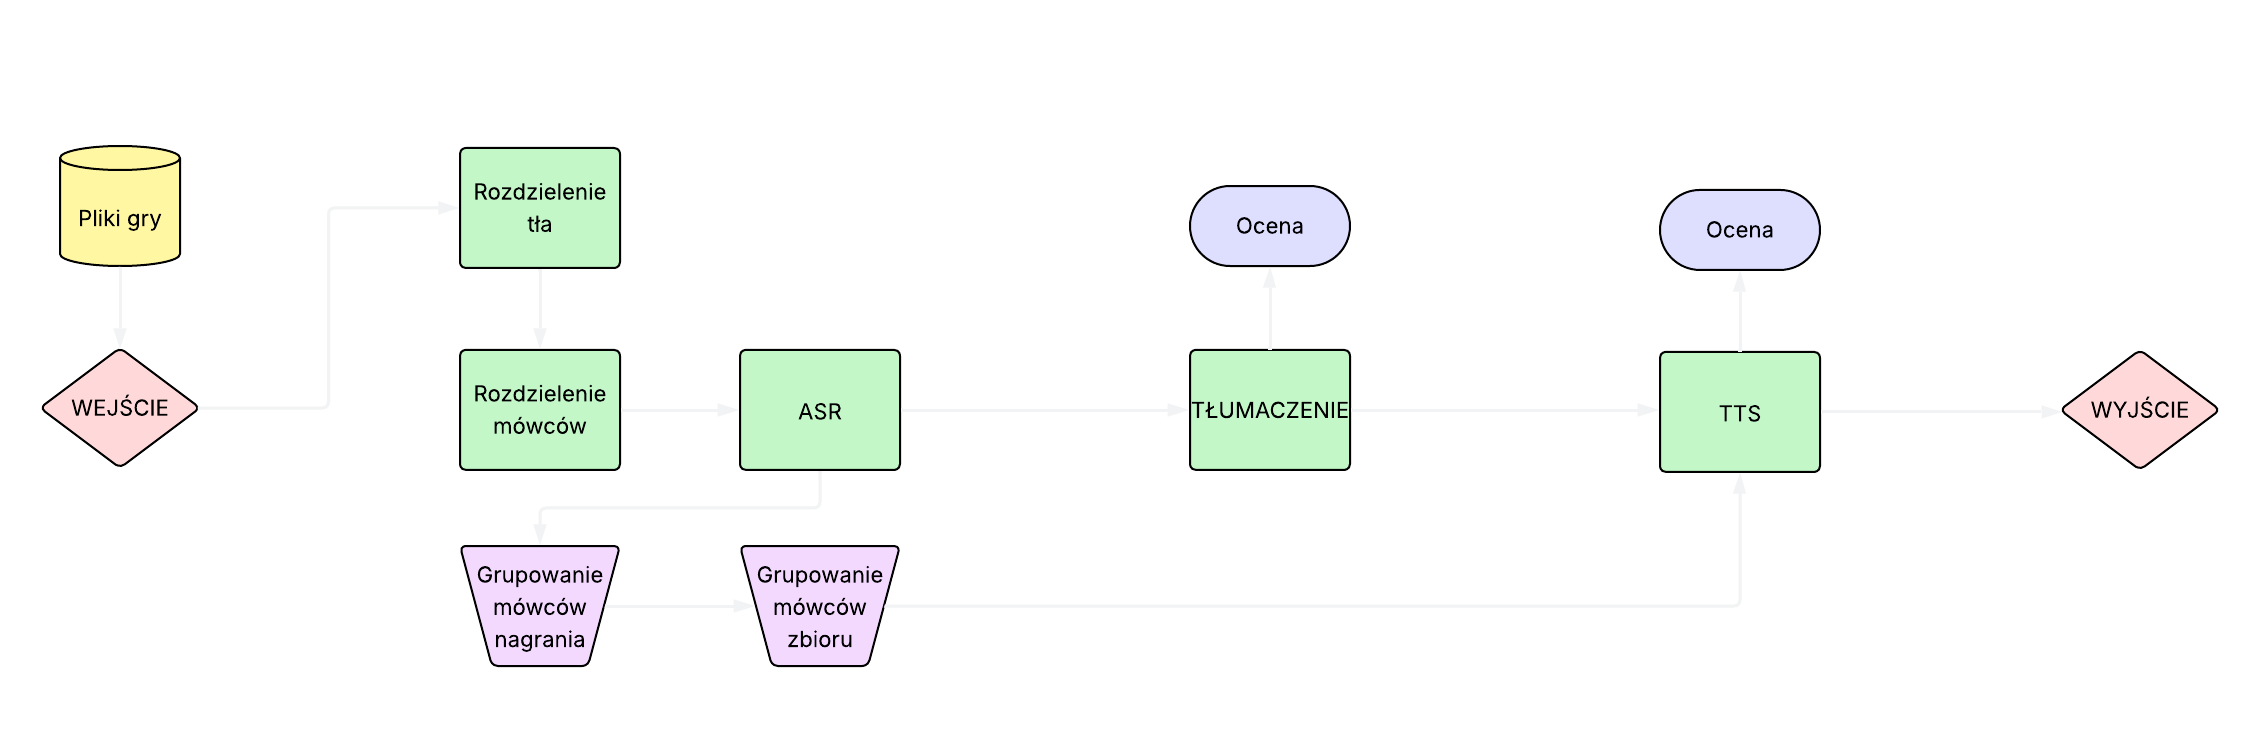 Pliki gry
WEJŚCIE
Rozdzielenie
tła
Rozdzielenie
mówców
ASR
Grupowanie
mówców
nagrania
Grupowanie
mówców
zbioru
Ocena
TŁUMACZENIE
Ocena
TTS
WYJŚCIE